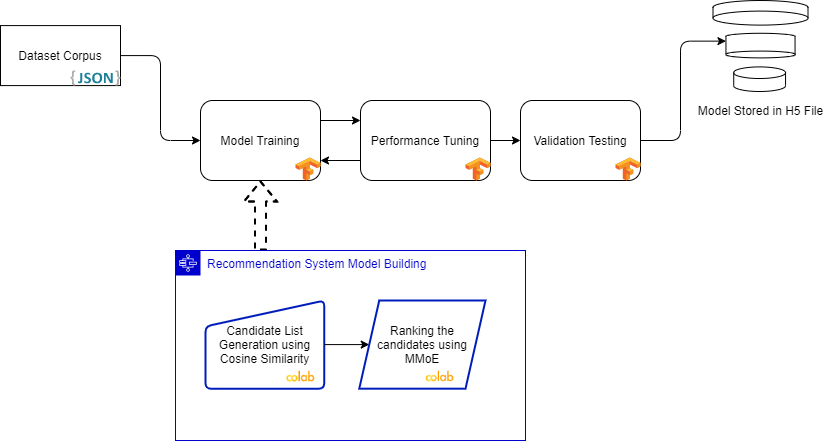 Dataset Corpus
{JSON}
Model Training
Performance Tuning
Validation Testing
Model Stored in H5 File
Recommendation System Model Building
Candidate List
Generation using
Cosine Similarity
colab
Ranking the
candidates using
MMoE
colab